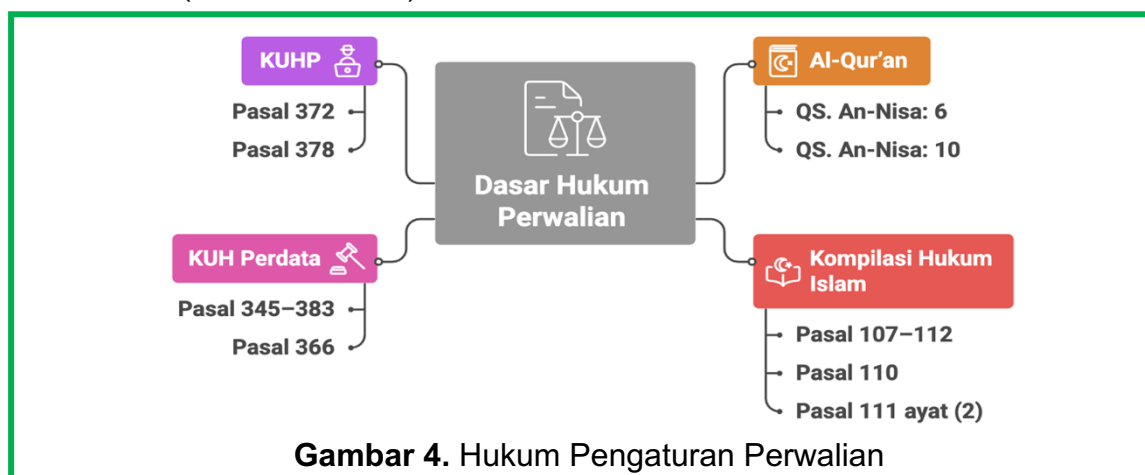 KUHP
Pasal 372
Pasal 378
KUH Perdata
Pasal 345–383
Pasal 366
Dasar Hukum
Perwalian
Al-Qur'an
QS. An-Nisa: 6
QS. An-Nisa: 10
Kompilasi Hukum
Islam
Pasal 107–112
Pasal 110
Pasal 111 ayat (2)
Gambar 4. Hukum Pengaturan Perwalian